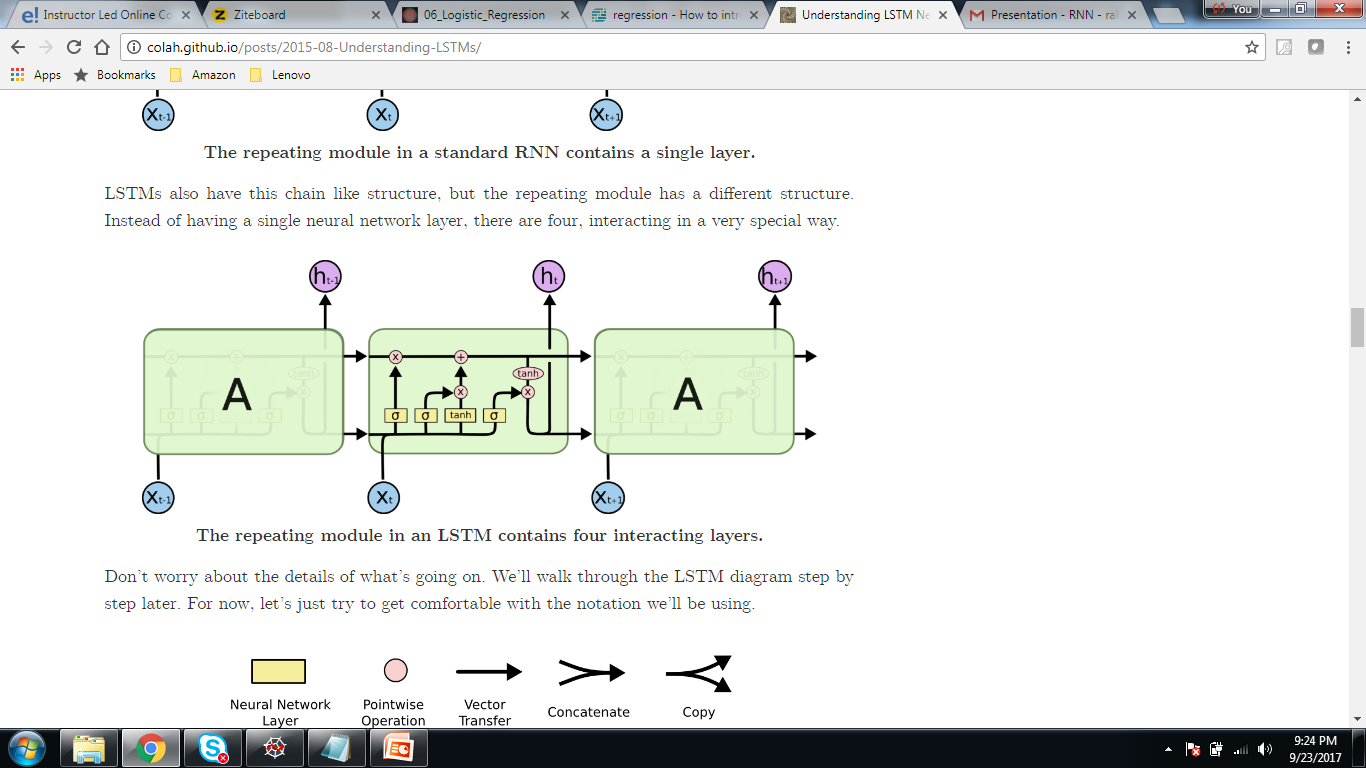 Instructor Led Online Co
Ziteboard
06_Logistic_Regression
regression - How to inte
Understanding LSTM Ne
Presentation - RNN - ra
You
colah.github.io/posts/2015-08-Understanding-LSTMs/
Apps Bookmarks Amazon Lenovo
Xt-1 Xt Xt+1
The repeating module in a standard RNN contains a single layer.
LSTMs also have this chain like structure, but the repeating module has a different structure.
Instead of having a single neural network layer, there are four, interacting in a very special way.
ht-1 ht ht+1
x + tanh x + x + tanh
A x tanh x A
σ σ σ σ σ tanh σ σ σ σ
Xt-1 Xt Xt+1
The repeating module in an LSTM contains four interacting layers.
Don't worry about the details of what's going on. We'll walk through the LSTM diagram step by
step later. For now, let's just try to get comfortable with the notation we'll be using.
Neural Network Pointwise Vector Concatenate Copy
Layer Operation Transfer
9:24 PM
9/23/2017